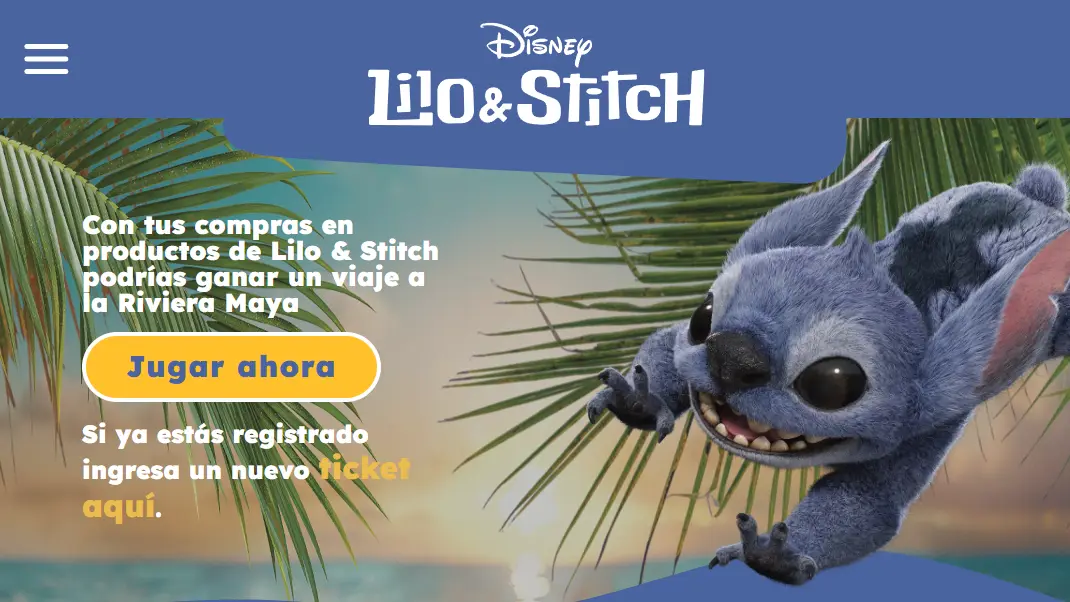 Disney
Lilo & Stitch
Con tus compras en
productos de Lilo & Stitch
podrías ganar un viaje a
la Riviera Maya
Jugar ahora
Si ya estás registrado
ingresa un nuevo ticket
aquí.